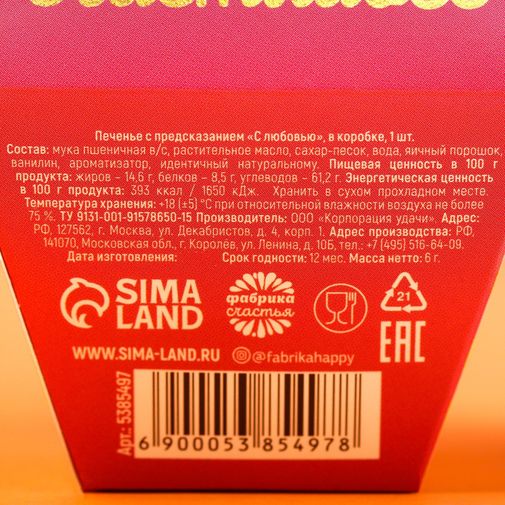 Печенье с предсказанием «С любовью», в коробке, 1 шт.
Состав: мука пшеничная в/с, растительное масло, сахар-песок, вода, яичный порошок,
ванилин, ароматизатор, идентичный натуральному. Пищевая ценность в 100 г
продукта: жиров – 14,6 г, белков – 8,5 г, углеводов – 61,2 г. Энергетическая ценность
в 100 г продукта: 393 ккал / 1650 кДж. Хранить в сухом прохладном месте.
Температура хранения: +18 (±5) °С при относительной влажности воздуха не более
75 %. ТУ 9131-001-91578650-15 Производитель: ООО «Корпорация удачи». Адрес:
РФ, 127562, г. Москва, ул. Декабристов, д. 4, корп. 1. Адрес производства: РФ,
141070, Московская обл., г. Королёв, ул. Ленина, д. 10Б, тел.: +7 (495) 516-64-09.
Дата изготовления: Срок годности: 12 мес. Масса нетто: 6 г.
SIMA
LAND
фабрика
счастья
21
EAC
WWW.SIMA-LAND.RU
@fabrikahappy
Арт.: 5385497
6 900053 854978